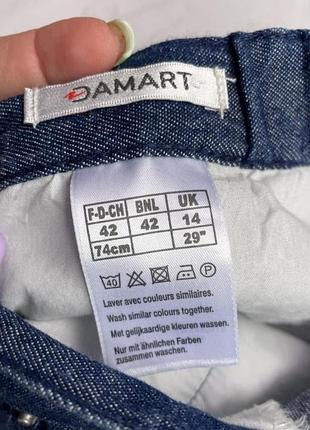 DAMART
F-D-CH BNL UK
42 42 14
74cm 29"
40 P
Laver avec couleurs similaires.
Wash similar colours together.
Met gelijkaardige kleuren wassen.
Nur mit ähnlichen Farben
zusammen waschen.